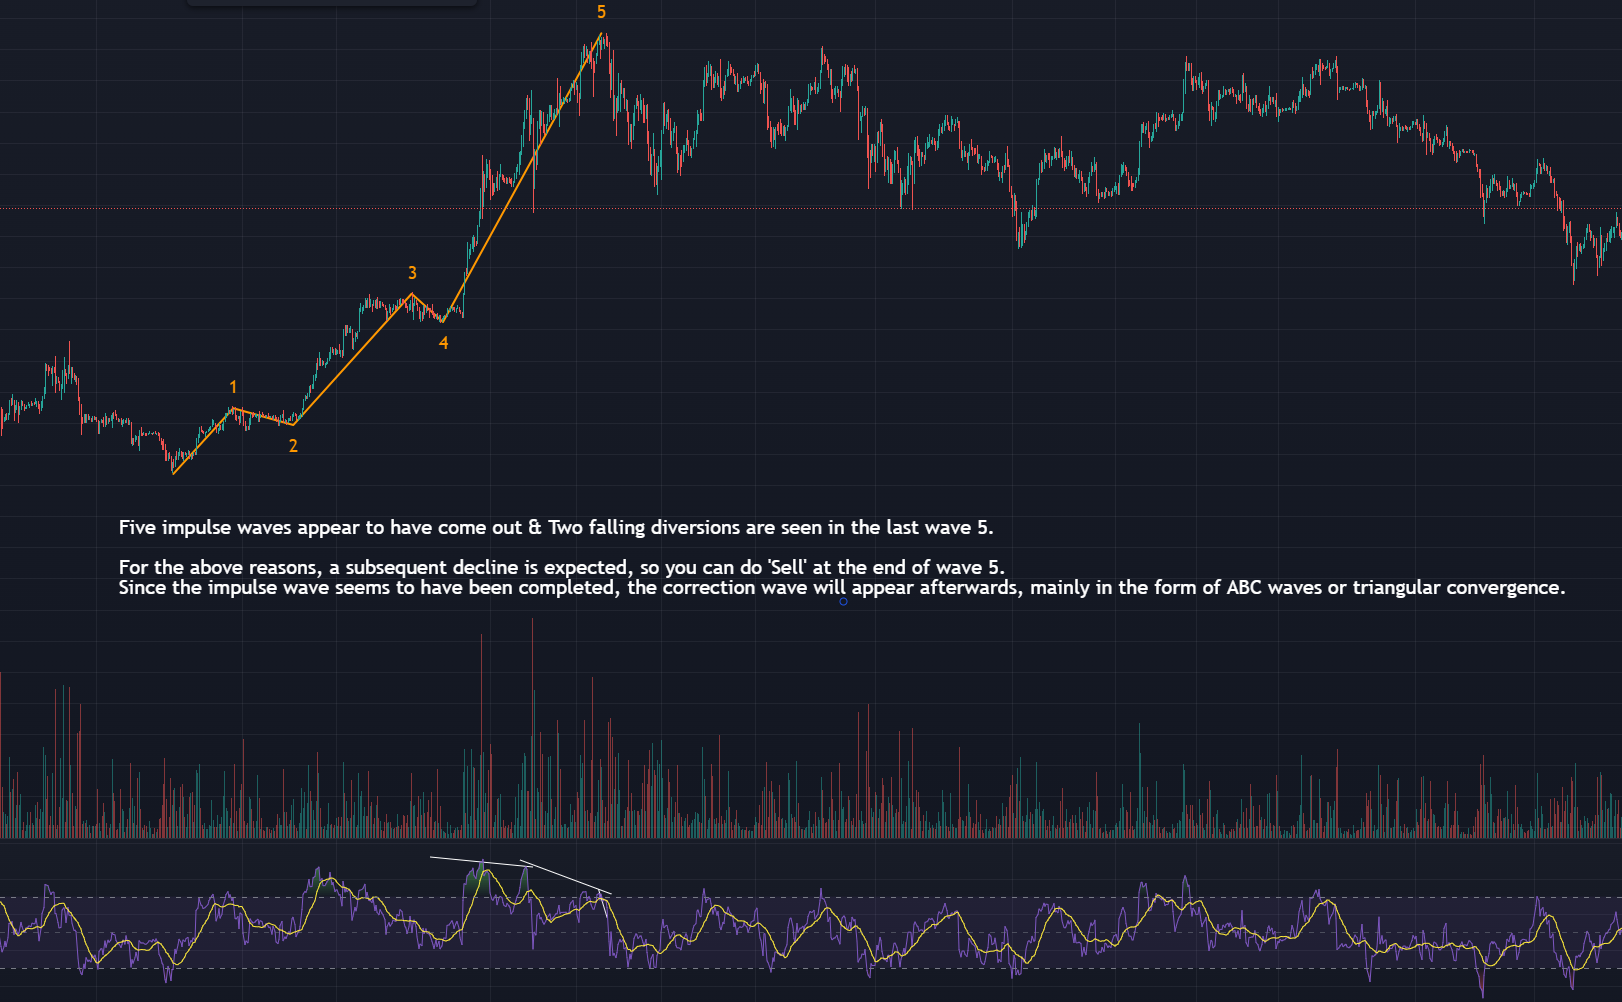 5
3
4
1
2
Five impulse waves appear to have come out & Two falling diversions are seen in the last wave 5.
For the above reasons, a subsequent decline is expected, so you can do 'Sell' at the end of wave 5.
Since the impulse wave seems to have been completed, the correction wave will appear afterwards, mainly in the form of ABC waves or triangular convergence.